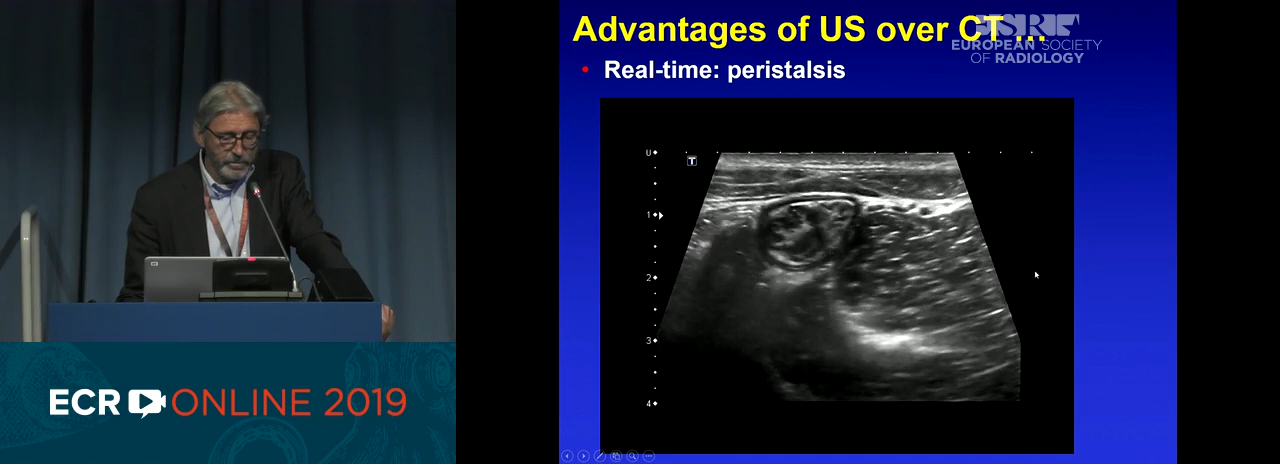 Advantages of US over CT ...
EUROPEAN SOCIETY
OF RADIOLOGY
• Real-time: peristalsis
T
1
2
3
4
ECR ONLINE 2019